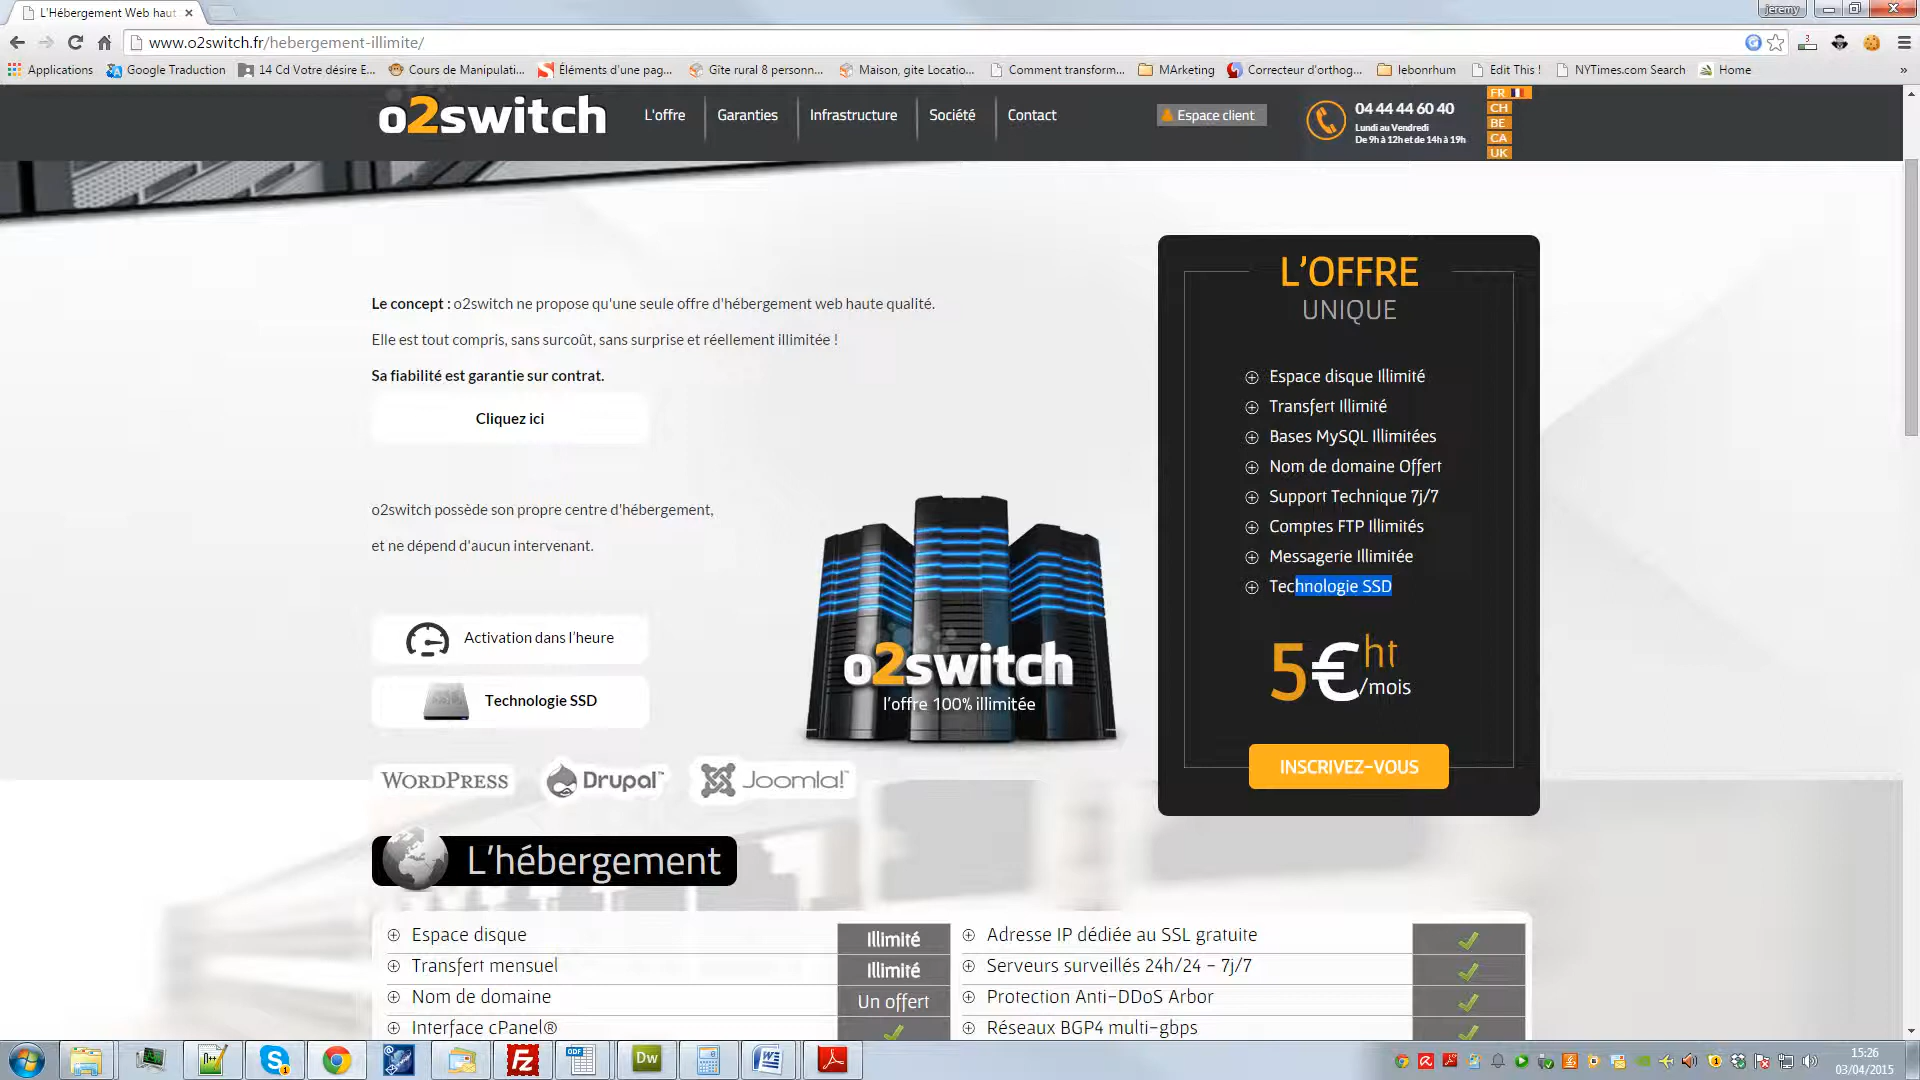 L'Hébergement Web haut
jeremy
www.o2switch.fr/hebergement-illimite/
3
Applications
Google Traduction
14 Cd Votre désire E...
Cours de Manipulati...
Éléments d'une pag...
Gîte rural 8 personn...
Maison, gite Locatio...
Comment transform...
MArketing
Correcteur d'orthog...
lebonrhum
Edit This !
NYTimes.com Search
Home
»
o2switch
L'offre
Garanties
Infrastructure
Société
Contact
Espace client
04 44 44 60 40
Lundi au Vendredi
De 9h à 12h et de 14h à 19h
FR
CH
BE
CA
UK
Le concept : o2switch ne propose qu'une seule offre d'hébergement web haute qualité.
Elle est tout compris, sans surcoût, sans surprise et réellement illimitée !
Sa fiabilité est garantie sur contrat.
Cliquez ici
o2switch possède son propre centre d'hébergement,
et ne dépend d'aucun intervenant.
Activation dans l'heure
SSD
Technologie SSD
o2switch
l'offre 100% illimitée
WORDPRESS
Drupal™
Joomla!™
L'OFFRE
UNIQUE
Espace disque Illimité
Transfert Illimité
Bases MySQL Illimitées
Nom de domaine Offert
Support Technique 7j/7
Comptes FTP Illimités
Messagerie Illimitée
Technologie SSD
5€ht
/mois
INSCRIVEZ-VOUS
L'hébergement
Espace disque Illimité
Transfert mensuel Illimité
Nom de domaine Un offert
Interface cPanel®
Adresse IP dédiée au SSL gratuite
Serveurs surveillés 24h/24 - 7j/7
Protection Anti-DDoS Arbor
Réseaux BGP4 multi-gbps
n++
S
1
Fz
ODF
Dw
W
15:26
03/04/2015